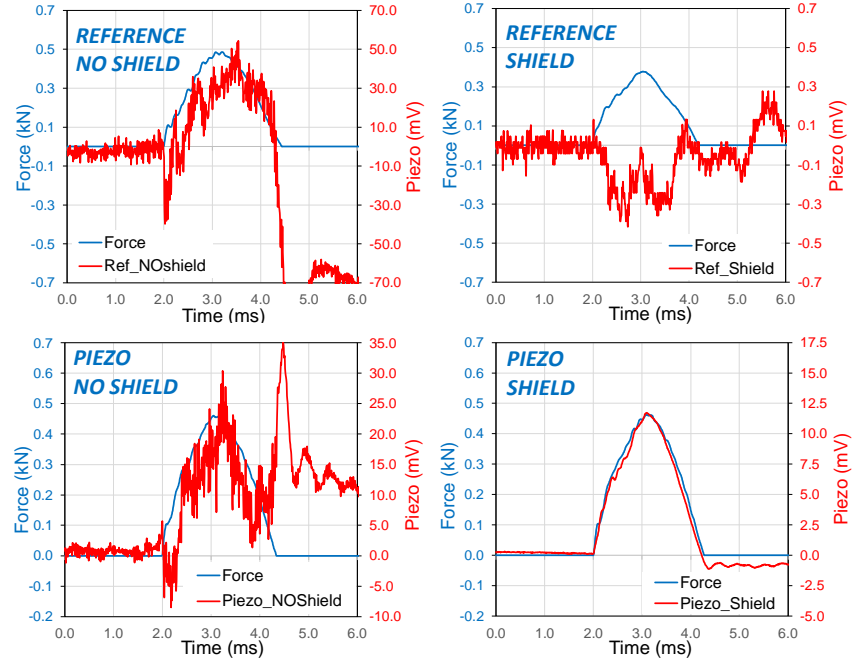 REFERENCE
NO SHIELD
Force (kN)
0.7
0.5
0.3
0.1
-0.1
-0.3
-0.5
-0.7
Piezo (mV)
70.0
50.0
30.0
10.0
-10.0
-30.0
-50.0
-70.0
Force
Ref_NOshield
0.0 1.0 2.0 3.0 4.0 5.0 6.0
Time (ms)
REFERENCE
SHIELD
Force (kN)
0.7
0.5
0.3
0.1
-0.1
-0.3
-0.5
-0.7
Piezo (mV)
0.7
0.5
0.3
0.1
-0.1
-0.3
-0.5
-0.7
Force
Ref_Shield
0.0 1.0 2.0 3.0 4.0 5.0 6.0
Time (ms)
PIEZO
NO SHIELD
Force (kN)
0.7
0.6
0.5
0.4
0.3
0.2
0.1
0.0
-0.1
-0.2
Piezo (mV)
35.0
30.0
25.0
20.0
15.0
10.0
5.0
0.0
-5.0
-10.0
Force
Piezo_NOShield
0.0 1.0 2.0 3.0 4.0 5.0 6.0
Time (ms)
PIEZO
SHIELD
Force (kN)
0.7
0.6
0.5
0.4
0.3
0.2
0.1
0.0
-0.1
-0.2
Piezo (mV)
17.5
15.0
12.5
10.0
7.5
5.0
2.5
0.0
-2.5
-5.0
Force
Piezo_Shield
0.0 1.0 2.0 3.0 4.0 5.0 6.0
Time (ms)